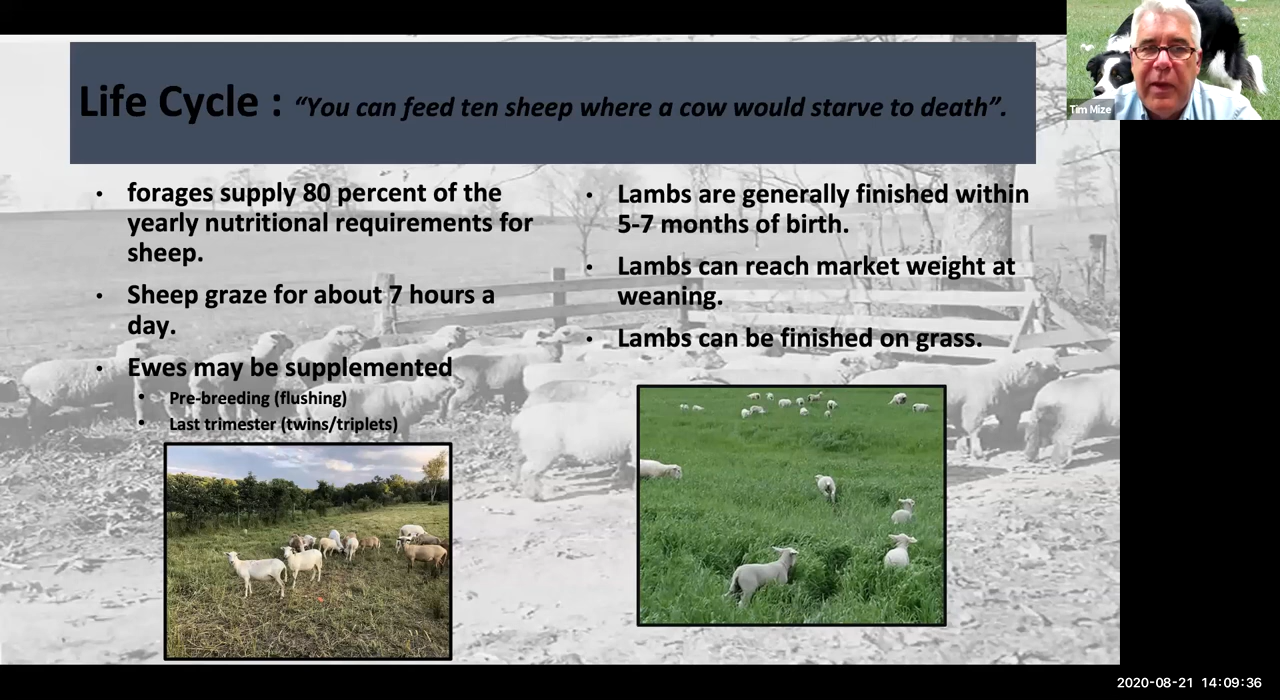 Life Cycle : “You can feed ten sheep where a cow would starve to death”.
• forages supply 80 percent of the
yearly nutritional requirements for
sheep.
• Sheep graze for about 7 hours a
day.
• Ewes may be supplemented
• Pre-breeding (flushing)
• Last trimester (twins/triplets)
• Lambs are generally finished within
5-7 months of birth.
• Lambs can reach market weight at
weaning.
• Lambs can be finished on grass.
Tim Mize
2020-08-21 14:09:36